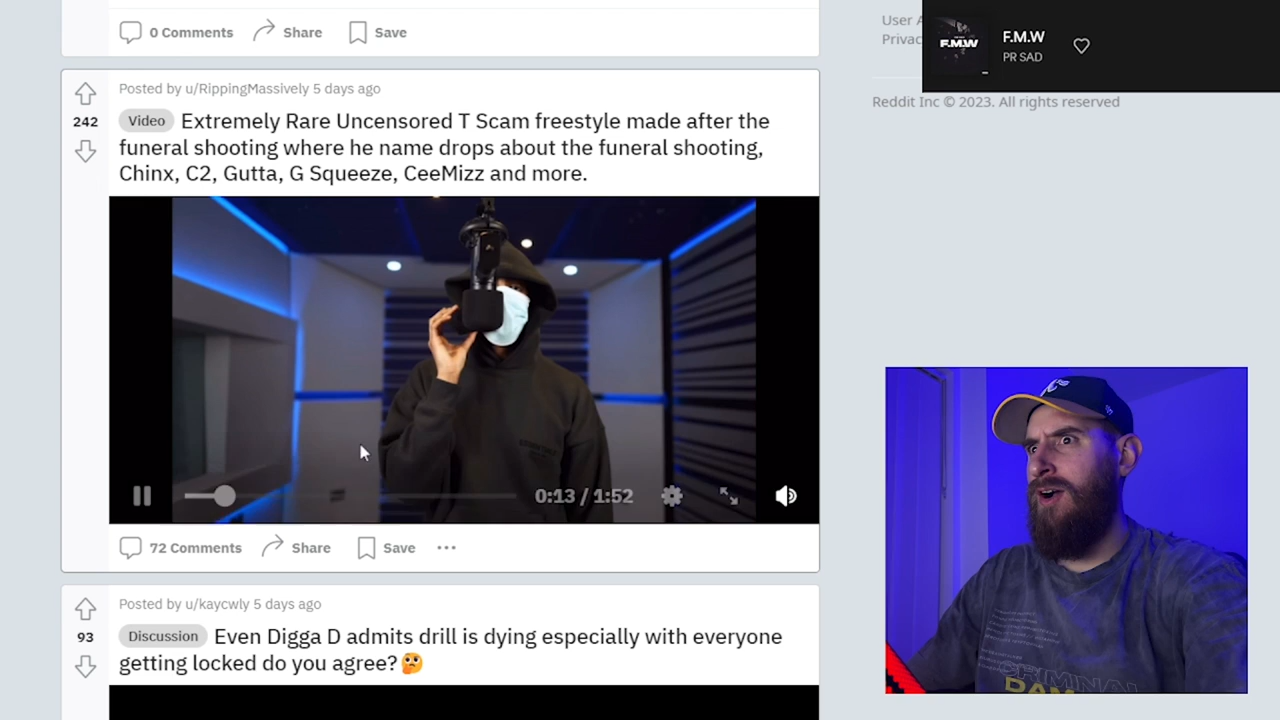 0 Comments Share Save
Posted by u/RippingMassively 5 days ago
242
Video Extremely Rare Uncensored T Scam freestyle made after the
funeral shooting where he name drops about the funeral shooting,
Chinx, C2, Gutta, G Squeeze, CeeMizz and more.
0:13 / 1:52
72 Comments Share Save
Posted by u/kaycwly 5 days ago
93
Discussion Even Digga D admits drill is dying especially with everyone
getting locked do you agree?🤔
User A
Privac
F.M.W
F.M.W
PR SAD
Reddit Inc © 2023. All rights reserved
CRIMINAL